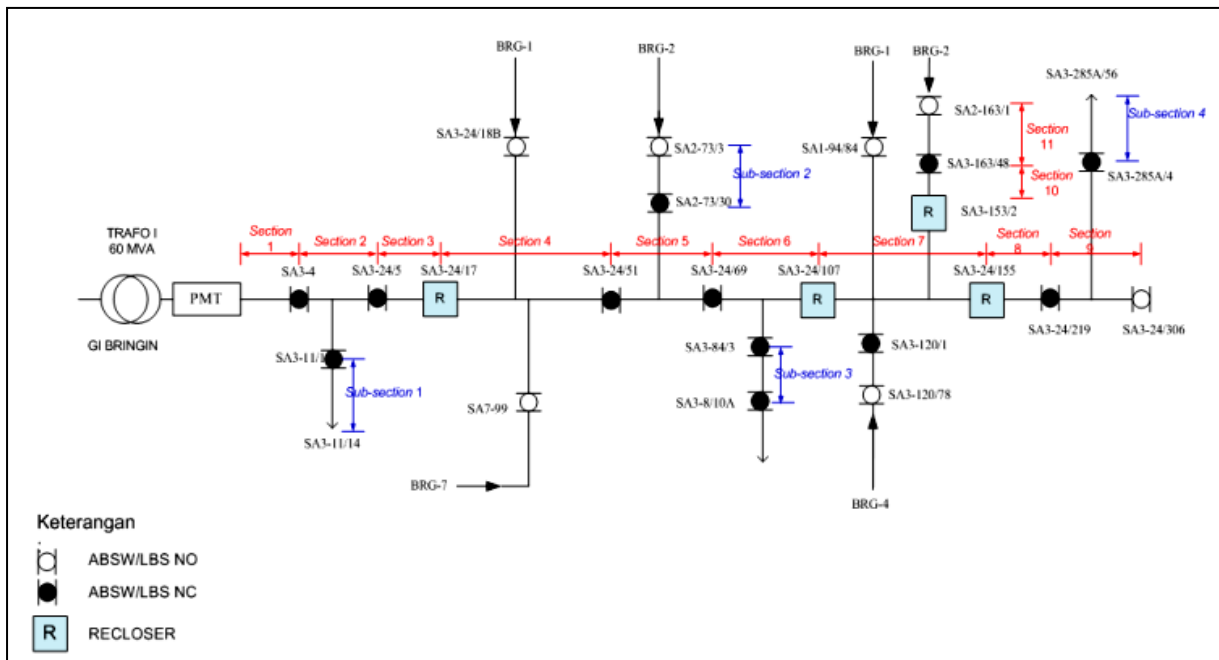 BRG-1
BRG-2
BRG-1
BRG-2
SA3-285A/56
SA2-163/1
Section
11
Sub-section 4
SA3-24/18B
SA2-73/3
SA1-94/84
SA3-163/48
SA3-285A/4
Sub-section 2
Section
10
SA2-73/30
R
SA3-153/2
TRAFO I
60 MVA
Section
1
Section 2
Section 3
Section 4
Section 5
Section 6
Section 7
Section
8
Section
9
SA3-4
SA3-24/5
SA3-24/17
SA3-24/51
SA3-24/69
SA3-24/107
SA3-24/155
PMT
R
R
R
SA3-24/219
SA3-24/306
GI BRINGIN
SA3-11/1
SA3-84/3
SA3-120/1
Sub-section 1
Sub-section 3
SA7-99
SA3-8/10A
SA3-120/78
SA3-11/14
BRG-7
BRG-4
Keterangan
:
ABSW/LBS NO
ABSW/LBS NC
R
RECLOSER